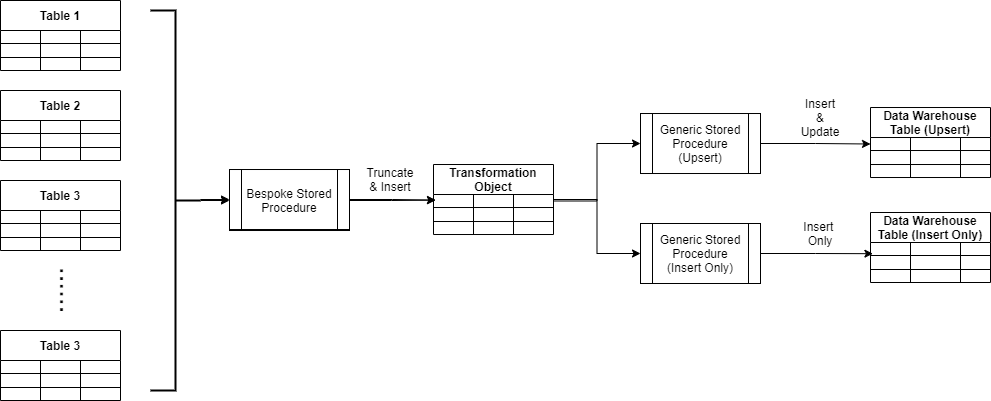 Table 1
Table 2
Table 3
Table 3
Bespoke Stored
Procedure
Truncate
& Insert
Transformation
Object
Generic Stored
Procedure
(Upsert)
Insert
&
Update
Data Warehouse
Table (Upsert)
Generic Stored
Procedure
(Insert Only)
Insert
Only
Data Warehouse
Table (Insert Only)